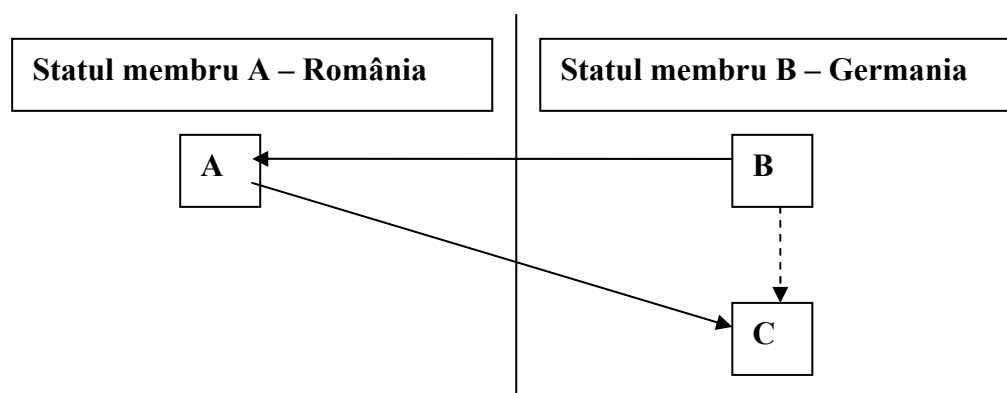 Statul membru A – România
Statul membru B – Germania
A
B
C